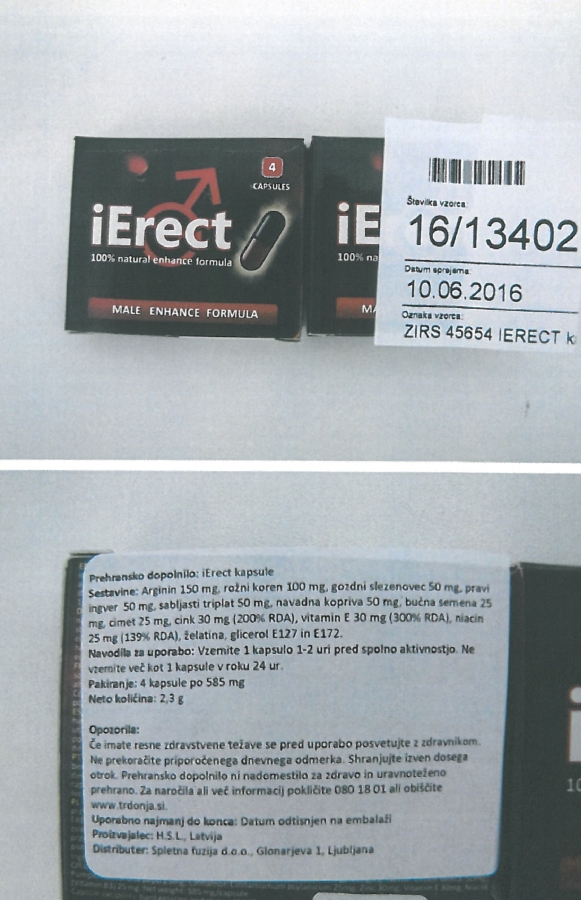 4
CAPSULES
iErect
100% natural enhance formula
MALE ENHANCE FORMULA
iE
100% na
MA
Številka vzorca:
16/13402
Datum sprejema:
10.06.2016
Oznaka vzorca:
ZIRS 45654 IERECT k
Prehransko dopolnilo: iErect kapsule
Sestavine: Arginin 150 mg, rožni koren 100 mg, gozdni slezenovec 50 mg, pravi
ingver 50 mg, sabljasti triplat 50 mg, navadna kopriva 50 mg, bučna semena 25
mg, cimet 25 mg, cink 30 mg (200% RDA), vitamin E 30 mg (300% RDA), niacin
25 mg (139% RDA), želatina, glicerol E127 in E172.
Navodila za uporabo: Vzemite 1 kapsulo 1-2 uri pred spolno aktivnostjo. Ne
vzemite več kot 1 kapsule v roku 24 ur.
Pakiranje: 4 kapsule po 585 mg
Neto količina: 2,3 g
Opozorila:
Če imate resne zdravstvene težave se pred uporabo posvetujte z zdravnikom.
Ne prekoračite priporočenega dnevnega odmerka. Shranjujte izven dosega
otrok. Prehransko dopolnilo ni nadomestilo za zdravo in uravnoteženo
prehrano. Za naročila ali več informacij pokličite 080 18 01 ali obiščite
www.trdonja.si.
Uporabno najmanj do konca: Datum odtisnjen na embalaži
Proizvajalec: H.S.L., Latvija
Distributer: Spletna fuzija d.o.o., Glonarjeva 1, Ljubljana
10